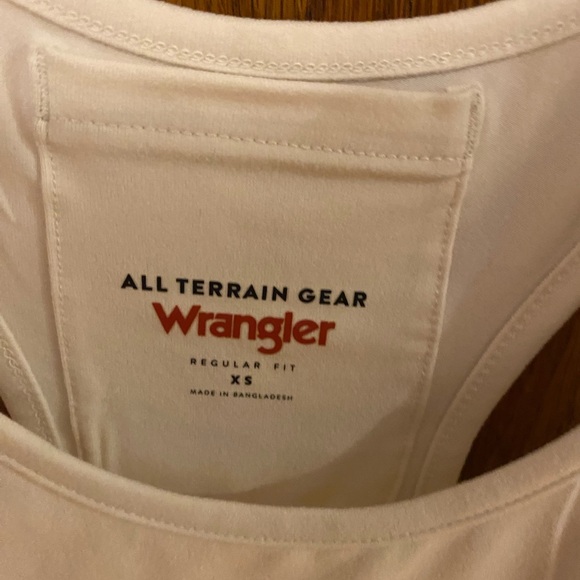 ALL TERRAIN GEAR
Wrangler
REGULAR FIT
XS
MADE IN BANGLADESH